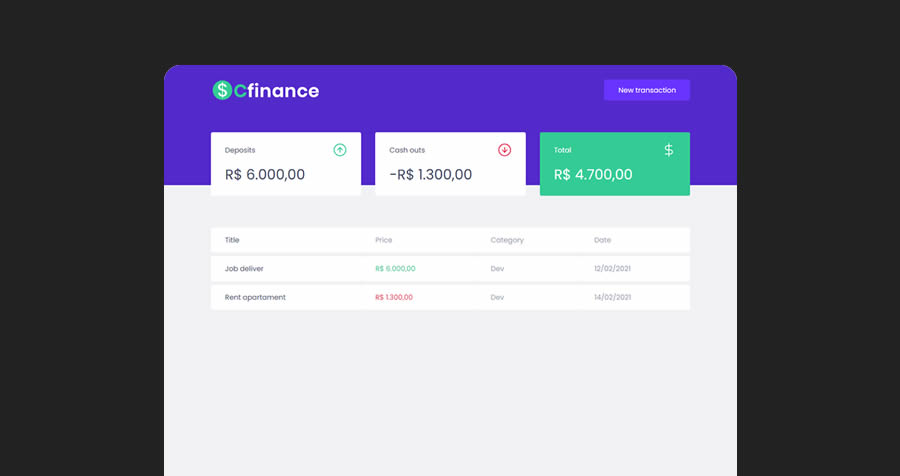 $Cfinance
New transaction
Deposits
R$ 6.000,00
Cash outs
-R$ 1.300,00
Total
$
R$ 4.700,00
Title Price Category Date
Job deliver R$ 6.000,00 Dev 12/02/2021
Rent apartament R$ 1.300,00 Dev 14/02/2021